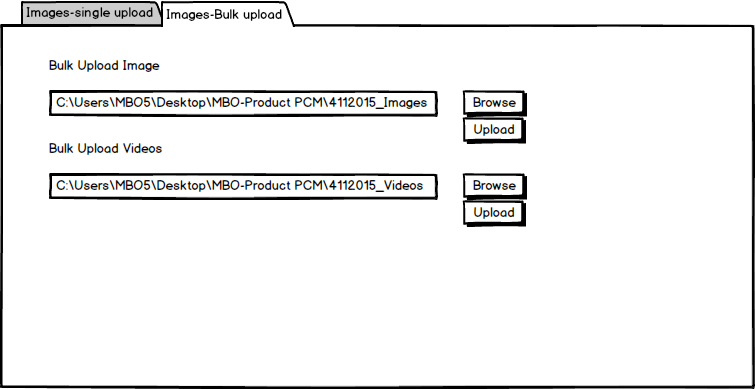 Images-single upload
Images-Bulk upload
Bulk Upload Image
C:\Users\MBO5\Desktop\MBO-Product PCM\4112015_Images
Browse
Upload
Bulk Upload Videos
C:\Users\MBO5\Desktop\MBO-Product PCM\4112015_Videos
Browse
Upload